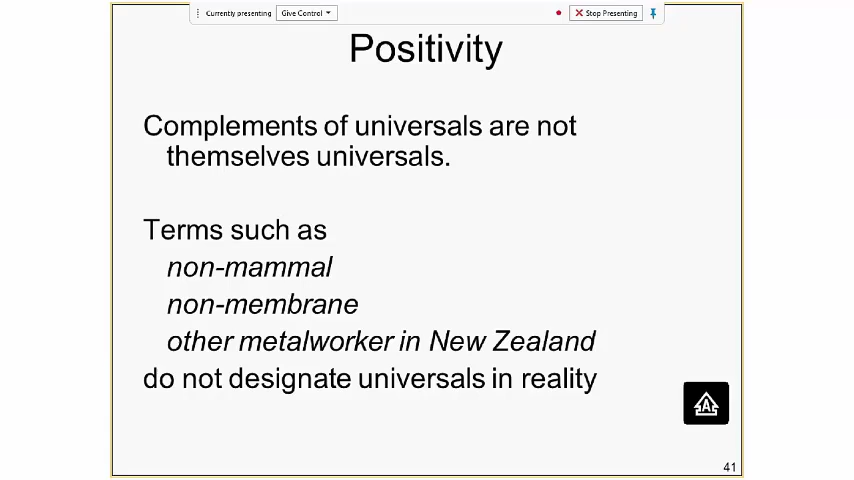 Currently presenting Give Control Stop Presenting
Positivity
Complements of universals are not
themselves universals.
Terms such as
non-mammal
non-membrane
other metalworker in New Zealand
do not designate universals in reality
A
41